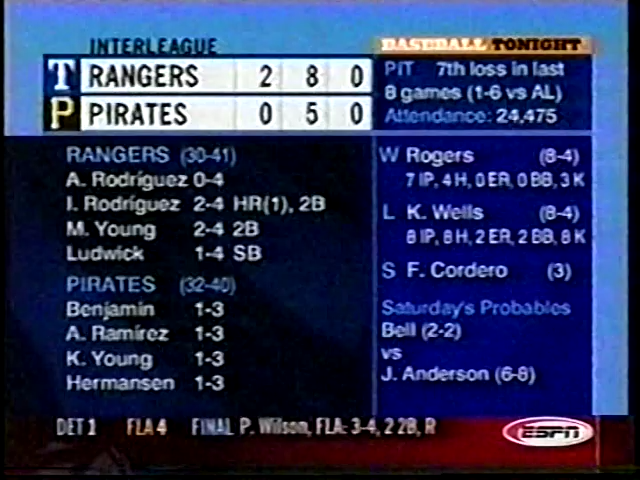 INTERLEAGUE
T RANGERS 2 8 0
P PIRATES 0 5 0
BASEBALL TONIGHT
PIT 7th loss in last
8 games (1-6 vs AL)
Attendance: 24,475
RANGERS (30-41)
A. Rodríguez 0-4
I. Rodríguez 2-4 HR(1), 2B
M. Young 2-4 2B
Ludwick 1-4 SB
PIRATES (32-40)
Benjamin 1-3
A. Ramírez 1-3
K. Young 1-3
Hermansen 1-3
W Rogers (8-4)
7 IP, 4 H, 0 ER, 0 BB, 3 K
L K. Wells (8-4)
8 IP, 8 H, 2 ER, 2 BB, 8 K
S F. Cordero (3)
Saturday's Probables
Bell (2-2)
vs
J. Anderson (6-8)
DET 1 FLA 4 FINAL P. Wilson, FLA: 3-4, 2 2B, R
ESPN